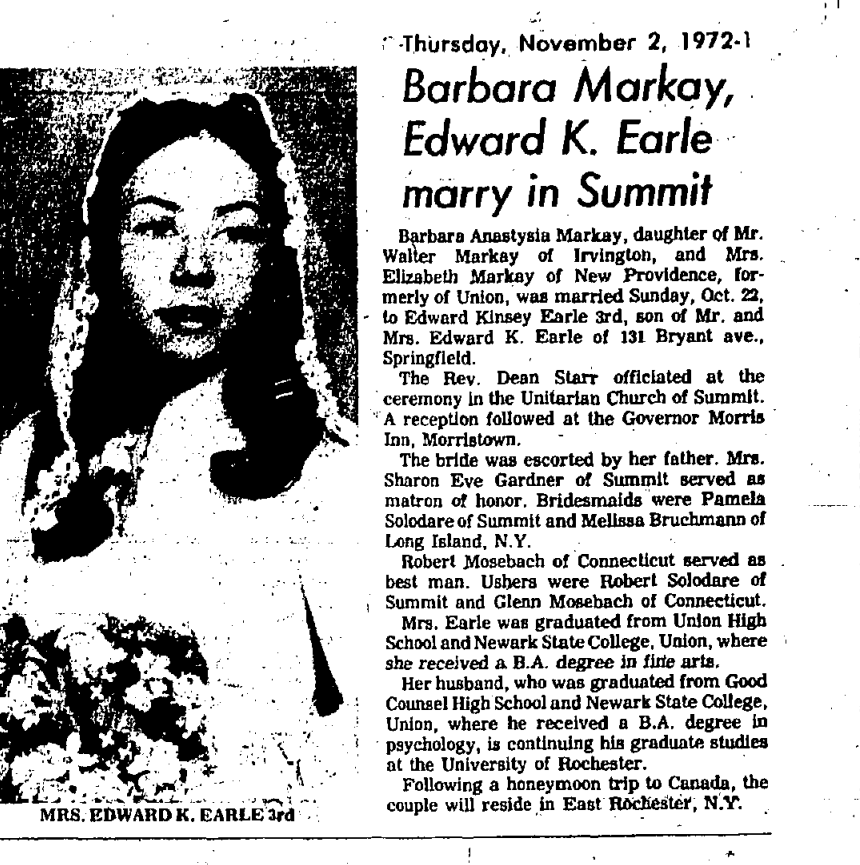 Thursday, November 2, 1972-1
Barbara Markay,
Edward K. Earle
marry in Summit
Barbara Anastysia Markay, daughter of Mr.
Walter Markay of Irvington, and Mrs.
Elizabeth Markay of New Providence, for-
merly of Union, was married Sunday, Oct. 22,
to Edward Kinsey Earle 3rd, son of Mr. and
Mrs. Edward K. Earle of 131 Bryant ave.,
Springfield.
The Rev. Dean Starr officiated at the
ceremony in the Unitarian Church of Summit.
A reception followed at the Governor Morris
Inn, Morristown.
The bride was escorted by her father. Mrs.
Sharon Eve Gardner of Summit served as
matron of honor. Bridesmaids were Pamela
Solodare of Summit and Melissa Bruchmann of
Long Island, N.Y.
Robert Mosebach of Connecticut served as
best man. Ushers were Robert Solodare of
Summit and Glenn Mosebach of Connecticut.
Mrs. Earle was graduated from Union High
School and Newark State College, Union, where
she received a B.A. degree in fine arts.
Her husband, who was graduated from Good
Counsel High School and Newark State College,
Union, where he received a B.A. degree in
psychology, is continuing his graduate studies
at the University of Rochester.
Following a honeymoon trip to Canada, the
couple will reside in East Rochester, N.Y.
MRS. EDWARD K. EARLE 3rd